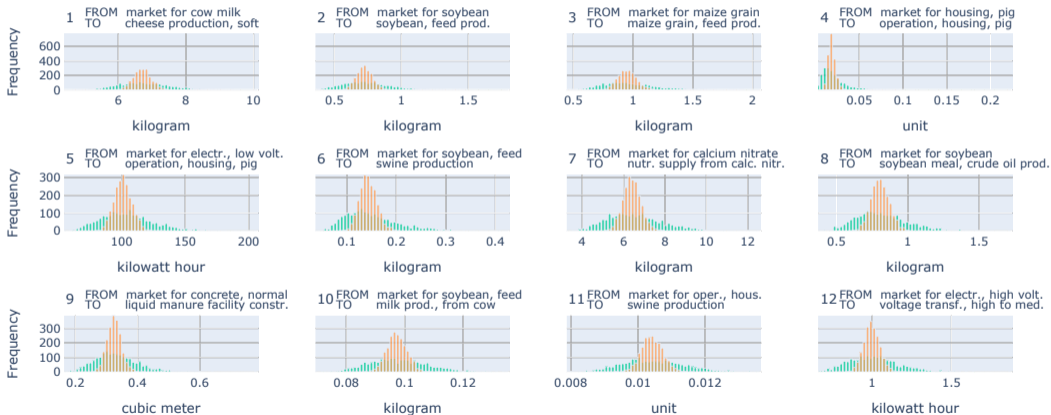 1 FROM market for cow milk
TO cheese production, soft
2 FROM market for soybean
TO soybean, feed prod.
3 FROM market for maize grain
TO maize grain, feed prod.
4 FROM market for housing, pig
TO operation, housing, pig
Frequency
600
400
200
0
6 8 10
0.5 1 1.5
0.5 1 1.5 2
0.05 0.1 0.15 0.2
kilogram
kilogram
kilogram
unit
5 FROM market for electr., low volt.
TO operation, housing, pig
6 FROM market for soybean, feed
TO swine production
7 FROM market for calcium nitrate
TO nutr. supply from calc. nitr.
8 FROM market for soybean
TO soybean meal, crude oil prod.
Frequency
300
200
100
0
100 150 200
0.1 0.2 0.3 0.4
4 6 8 10 12
0.5 1 1.5
kilowatt hour
kilogram
kilogram
kilogram
9 FROM market for concrete, normal
TO liquid manure facility constr.
10 FROM market for soybean, feed
TO milk prod., from cow
11 FROM market for oper., hous.
TO swine production
12 FROM market for electr., high volt.
TO voltage transf., high to med.
Frequency
300
200
100
0
0.2 0.4 0.6
0.08 0.1 0.12
0.008 0.01 0.012
1 1.5
cubic meter
kilogram
unit
kilowatt hour